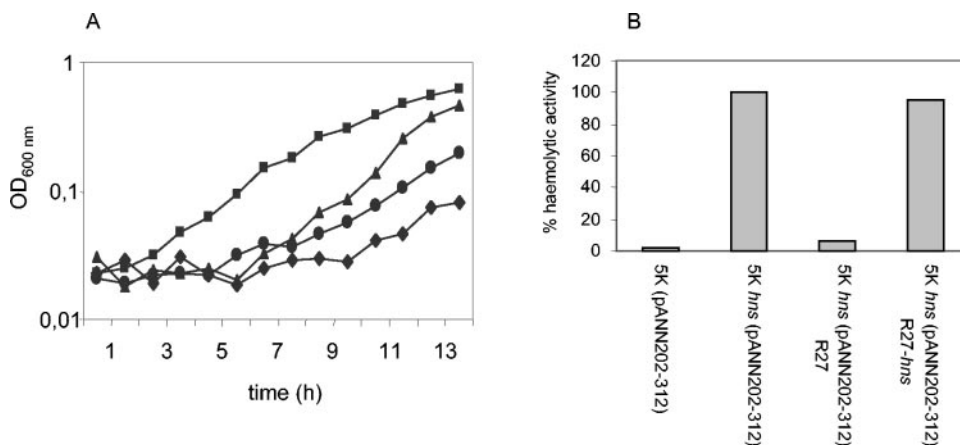 A
OD600 nm
1
0,1
0,01
1 3 5 7 9 11 13
time (h)
B
% haemolytic activity
120
100
80
60
40
20
0
5K (pANN202-312)
5K hns (pANN202-312)
5K hns (pANN202-312)
R27
5K hns (pANN202-312)
R27-hns